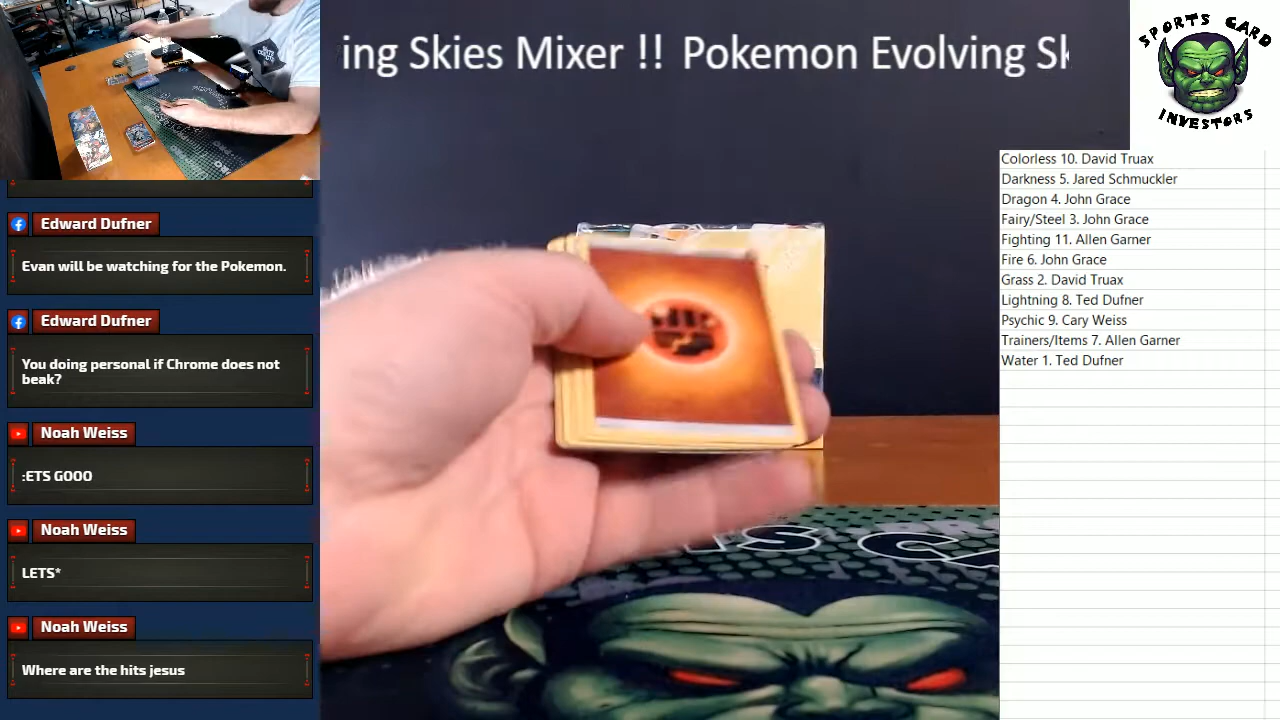 ing Skies Mixer !! Pokemon Evolving Sk
SPORTS CARD
INVESTORS
Colorless 10. David Truax
Darkness 5. Jared Schmuckler
Dragon 4. John Grace
Fairy/Steel 3. John Grace
Fighting 11. Allen Garner
Fire 6. John Grace
Grass 2. David Truax
Lightning 8. Ted Dufner
Psychic 9. Cary Weiss
Trainers/Items 7. Allen Garner
Water 1. Ted Dufner
Edward Dufner
Evan will be watching for the Pokemon.
Edward Dufner
You doing personal if Chrome does not
beak?
Noah Weiss
:ETS GOOO
Noah Weiss
LETS*
Noah Weiss
Where are the hits jesus